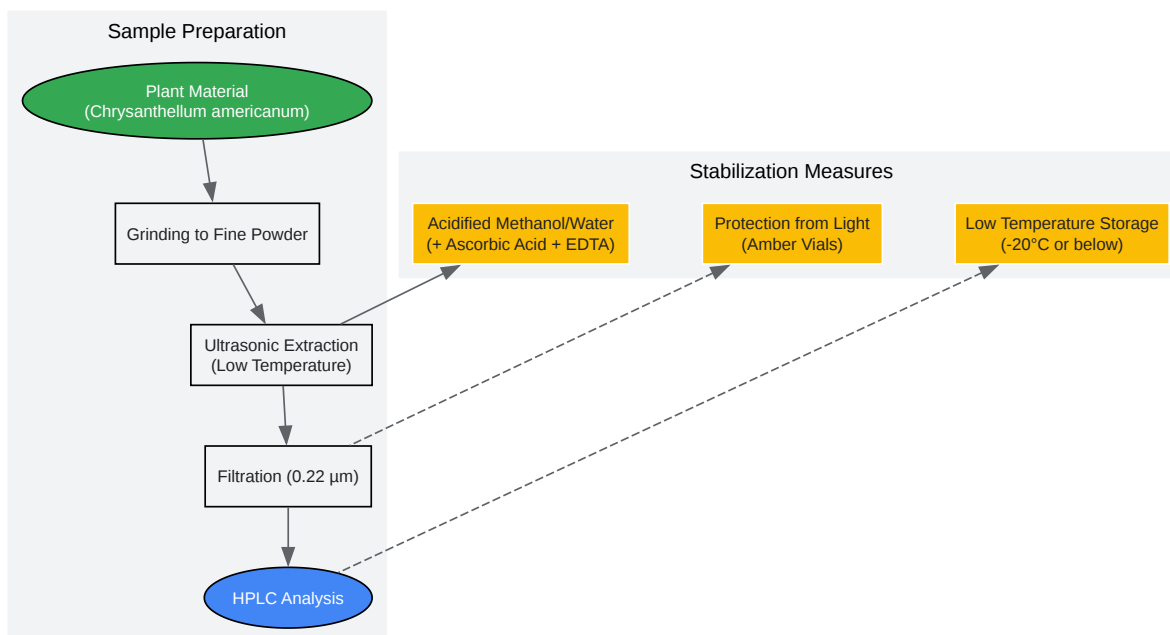 Sample Preparation
Plant Material
(Chrysanthellum americanum)
Grinding to Fine Powder
Ultrasonic Extraction
(Low Temperature)
Filtration (0.22 µm)
HPLC Analysis
Stabilization Measures
Acidified Methanol/Water
(+ Ascorbic Acid + EDTA)
Protection from Light
(Amber Vials)
Low Temperature Storage
(-20°C or below)